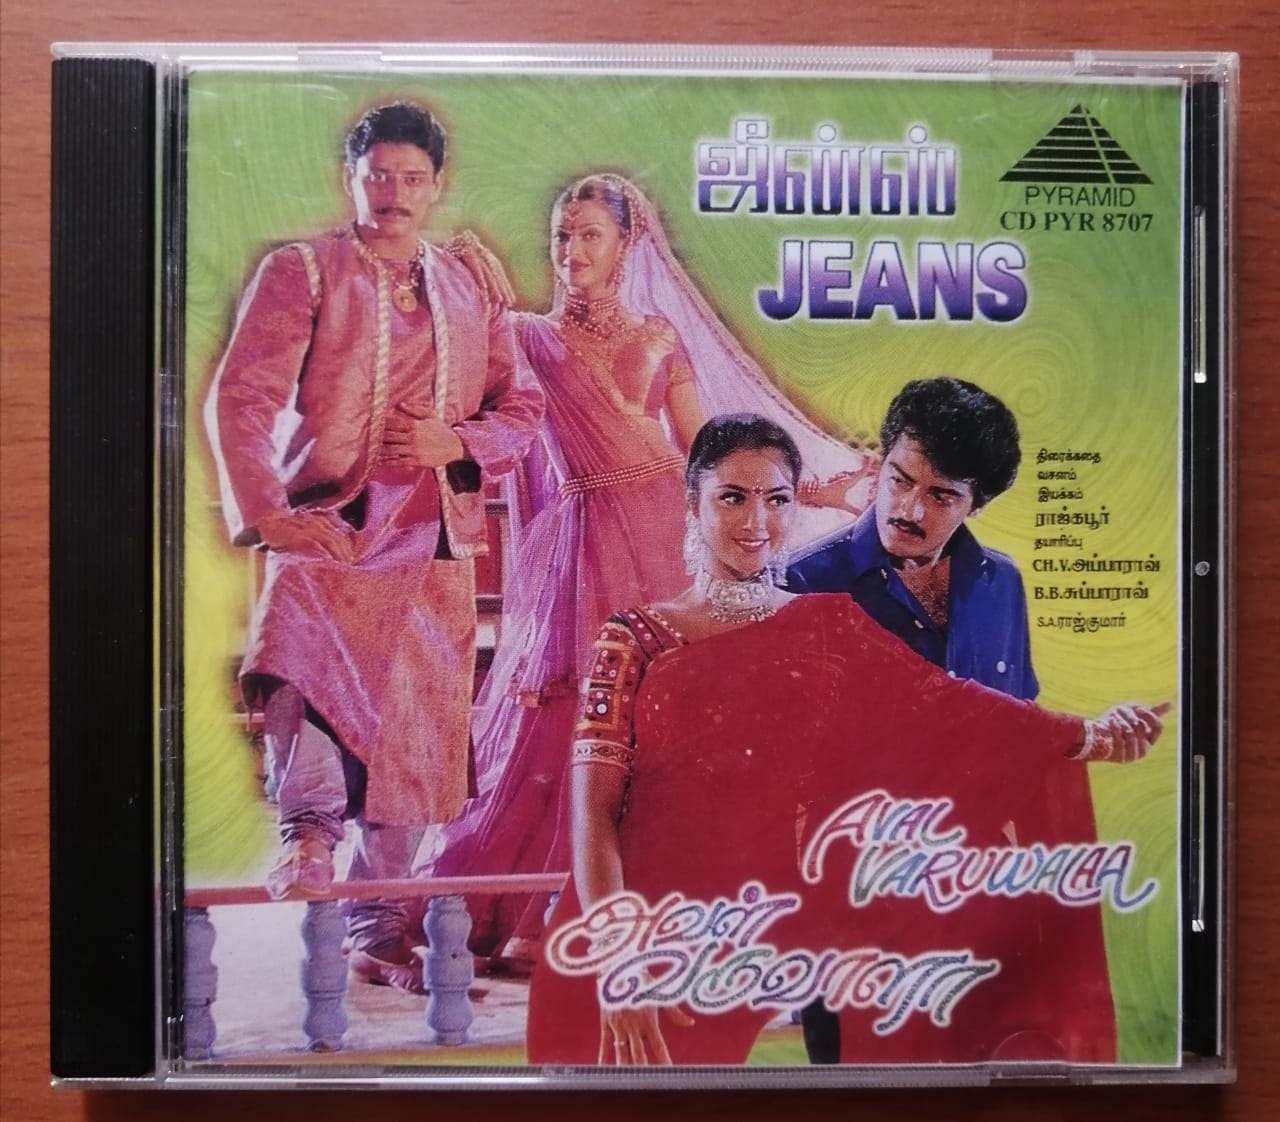 ஜீன்ஸ்
JEANS
PYRAMID
CD PYR 8707
திரைக்கதை
வசனம்
இயக்கம்
ராஜ்கபூர்
தயாரிப்பு
CH.V.அப்பாராவ்
B.B.சுப்பாராவ்
S.A.ராஜ்குமார்
AVAL
VARUWALAA
அவள்
வருவாளா